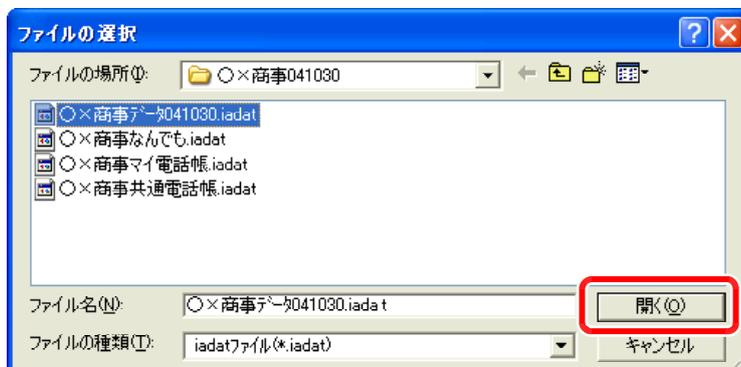 ファイルの選択
ファイルの場所(I):
〇×商事041030
〇×商事データ041030.iadat
〇×商事なんでも.iadat
〇×商事マイ電話帳.iadat
〇×商事共通電話帳.iadat
ファイル名(N):
〇×商事データ041030.iadat
開く(O)
ファイルの種類(T):
iadatファイル(*.iadat)
キャンセル